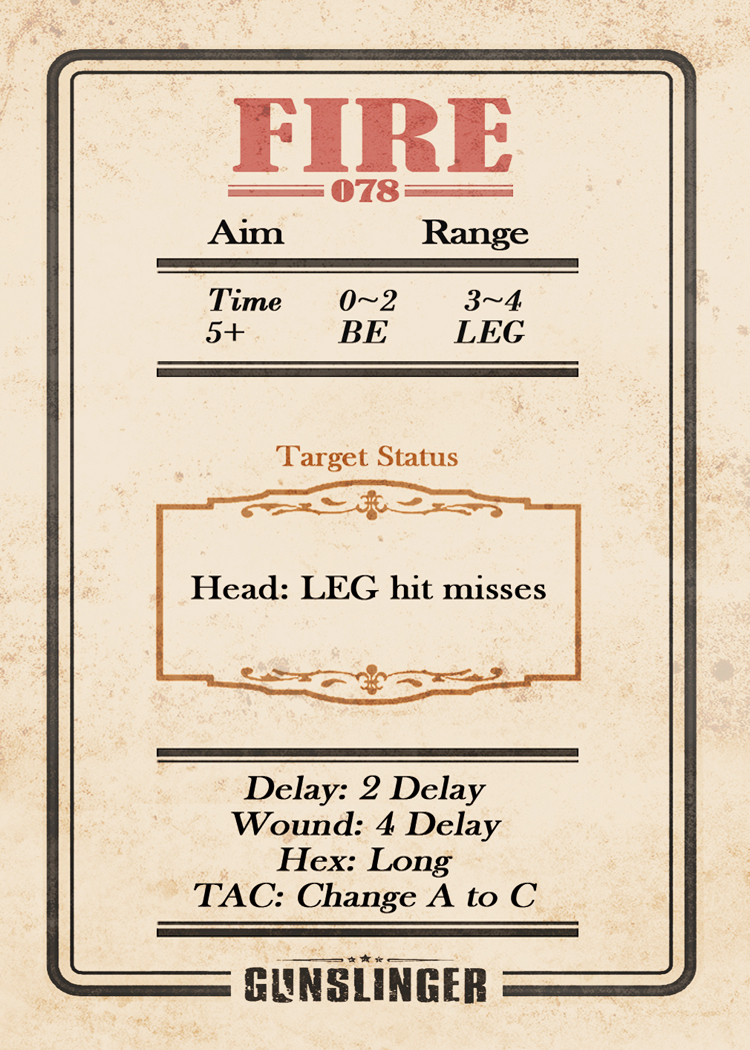 FIRE
078
Aim Range
Time 0~2 3~4
5+ BE LEG
Target Status
Head: LEG hit misses
Delay: 2 Delay
Wound: 4 Delay
Hex: Long
TAC: Change A to C
GUNSLINGER